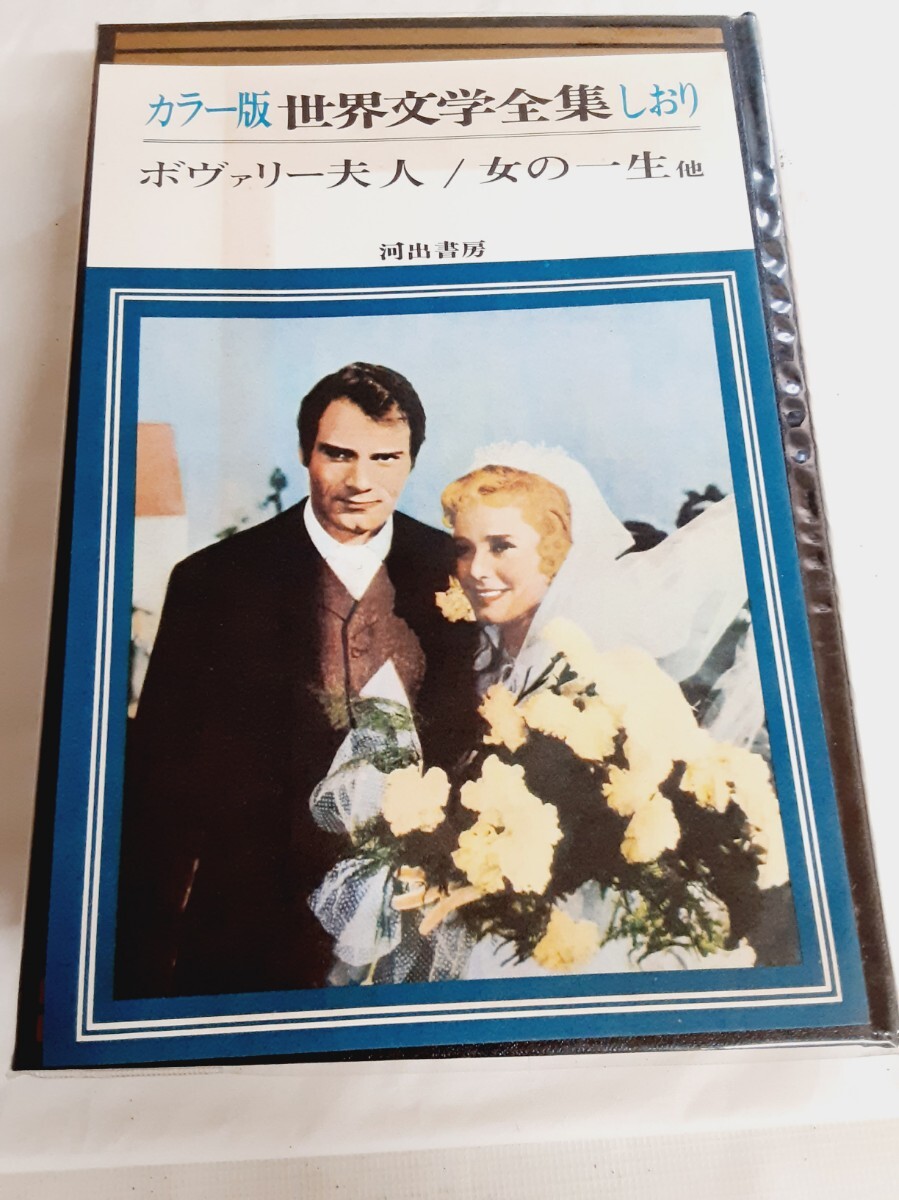 カラー版 世界文学全集 しおり
ボヴァリー夫人 / 女の一生 他
河出書房